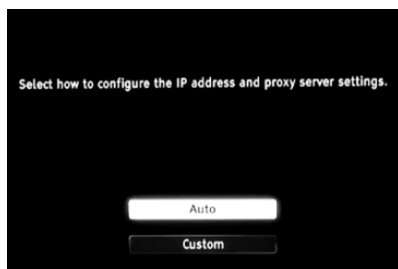 Select how to configure the IP address and proxy server settings.
Auto
Custom